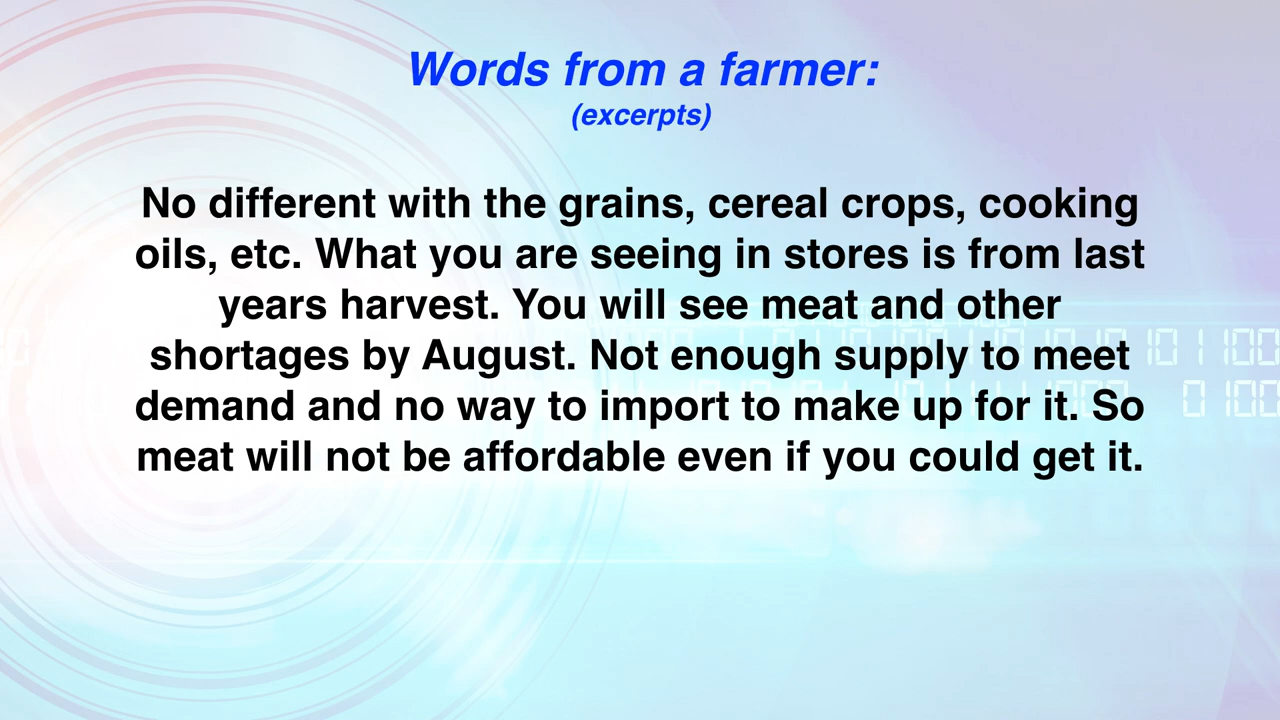 Words from a farmer:
(excerpts)
No different with the grains, cereal crops, cooking
oils, etc. What you are seeing in stores is from last
years harvest. You will see meat and other
shortages by August. Not enough supply to meet
demand and no way to import to make up for it. So
meat will not be affordable even if you could get it.